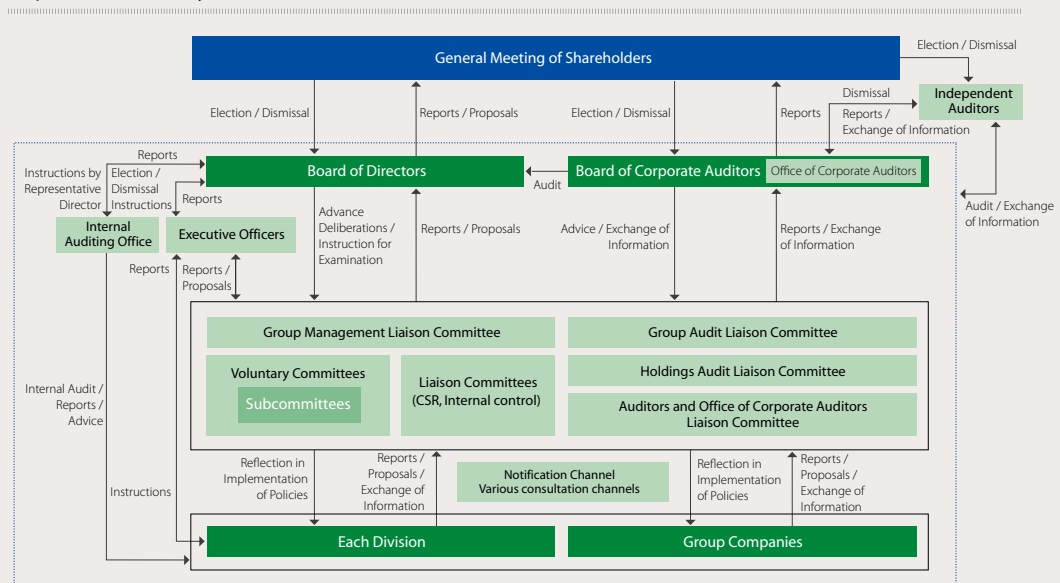 General Meeting of Shareholders
Election / Dismissal
Independent
Auditors
Dismissal
Reports /
Exchange of Information
Election / Dismissal
Reports / Proposals
Election / Dismissal
Reports
Audit / Exchange
of Information
Reports
Instructions by
Representative
Director
Election /
Dismissal
Instructions
Reports
Board of Directors
Audit
Board of Corporate Auditors
Office of Corporate Auditors
Internal
Auditing Office
Executive Officers
Advance
Deliberations /
Instruction for
Examination
Reports / Proposals
Advice / Exchange of
Information
Reports / Exchange
of Information
Reports
Reports /
Proposals
Group Management Liaison Committee
Group Audit Liaison Committee
Voluntary Committees
Subcommittees
Liaison Committees
(CSR, Internal control)
Holdings Audit Liaison Committee
Auditors and Office of Corporate Auditors
Liaison Committee
Internal Audit /
Reports /
Advice
Instructions
Reflection in
Implementation
of Policies
Reports /
Proposals /
Exchange of
Information
Notification Channel
Various consultation channels
Reflection in
Implementation
of Policies
Reports /
Proposals /
Exchange of
Information
Each Division
Group Companies